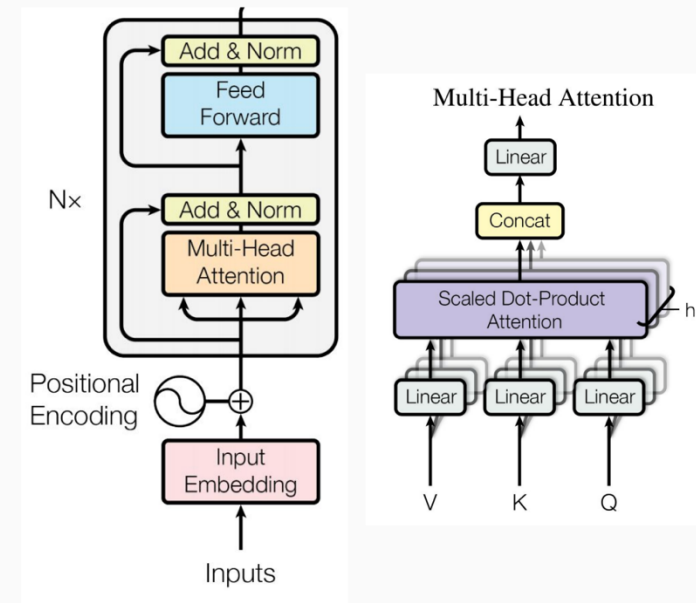 Add & Norm
Feed
Forward
N×
Add & Norm
Multi-Head
Attention
Positional
Encoding
Input
Embedding
Inputs
Multi-Head Attention
Linear
Concat
Scaled Dot-Product
Attention
h
Linear Linear Linear
V K Q